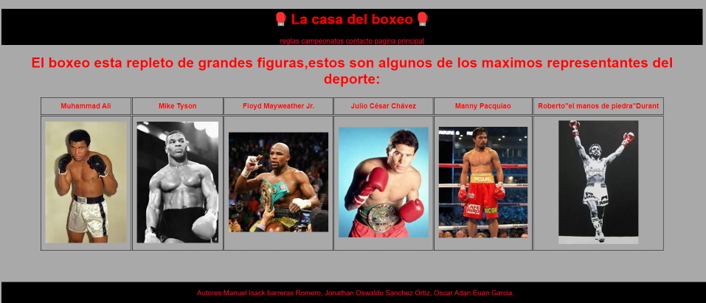 La casa del boxeo
reglas campeonatos contacto pagina principal
El boxeo esta repleto de grandes figuras,estos son algunos de los maximos representantes del
deporte:
Muhammad Ali
Mike Tyson
Floyd Mayweather Jr.
Julio César Chávez
Manny Pacquiao
Roberto"el manos de piedra"Durant
Autores Manuel Isack barreras Romero, Jonathan Oswaldo Sanchez Ortiz, Oscar Adan Euan Garcia